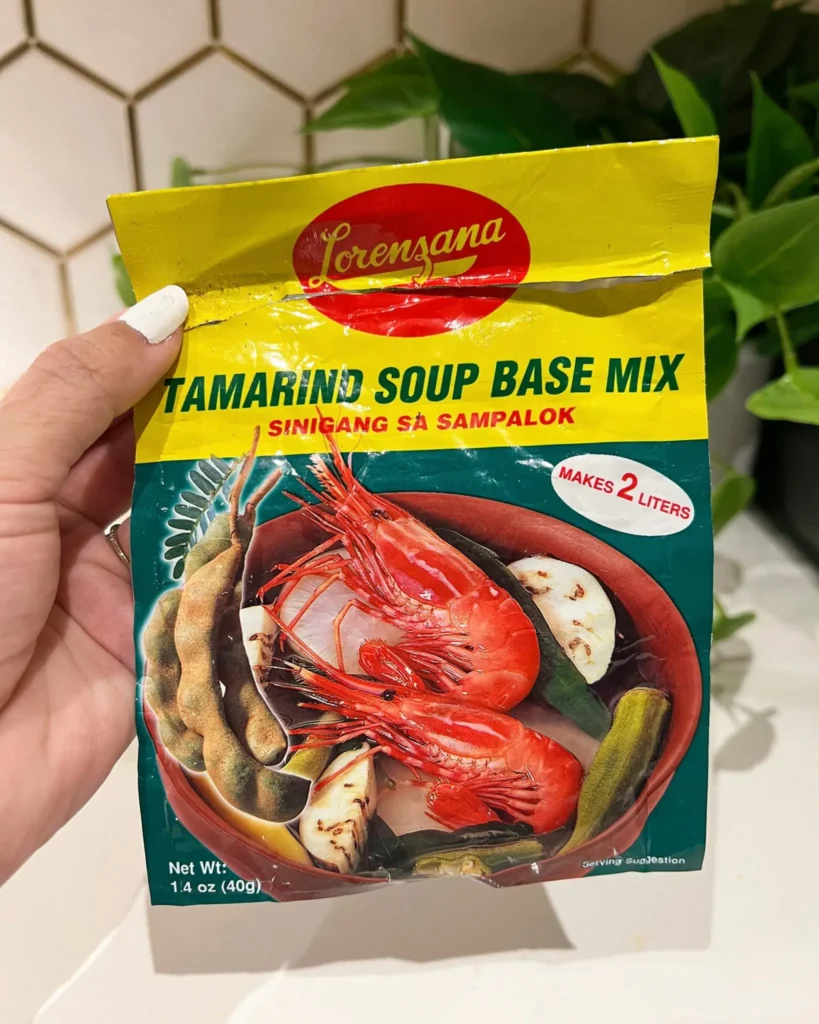 Lorenzana
TAMARIND SOUP BASE MIX
SINIGANG SA SAMPALOK
MAKES 2 LITERS
Net Wt:
1.4 oz (40g)
Serving Suggestion